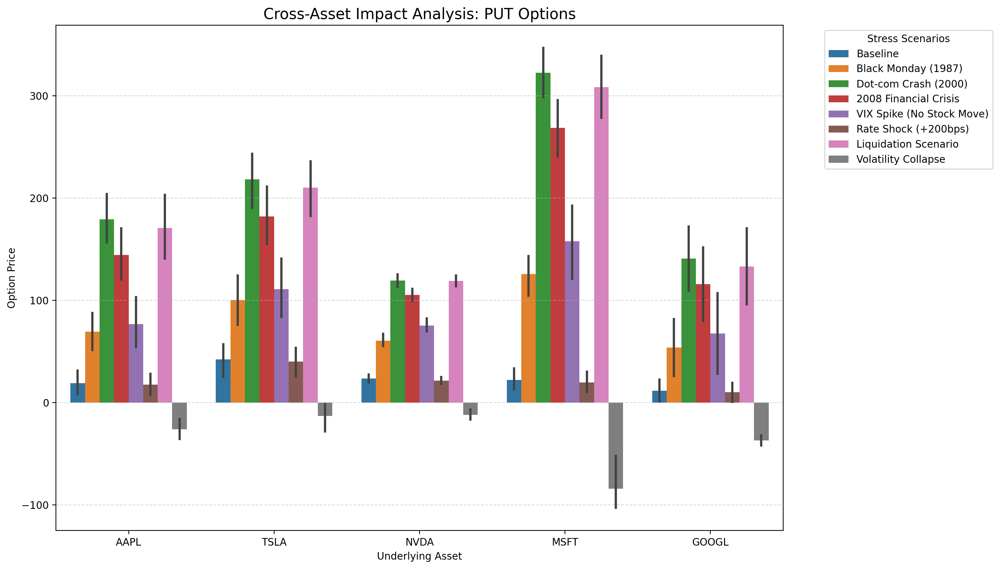 Cross-Asset Impact Analysis: PUT Options
Stress Scenarios
Baseline
Black Monday (1987)
Dot-com Crash (2000)
2008 Financial Crisis
VIX Spike (No Stock Move)
Rate Shock (+200bps)
Liquidation Scenario
Volatility Collapse
Option Price
300
200
100
0
−100
AAPL
TSLA
NVDA
MSFT
GOOGL
Underlying Asset